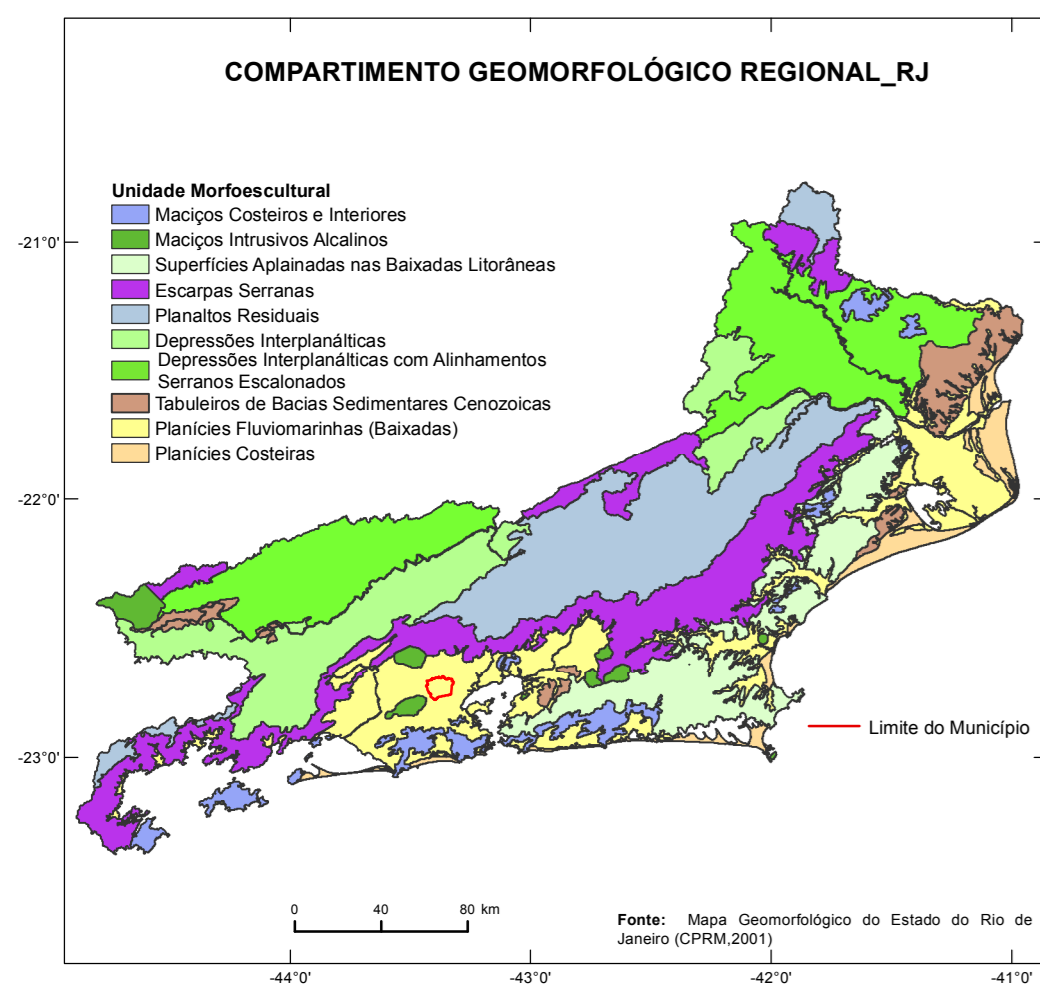 COMPARTIMENTO GEOMORFOLÓGICO REGIONAL_RJ
Unidade Morfoescultural
Maciços Costeiros e Interiores
Maciços Intrusivos Alcalinos
Superfícies Aplainadas nas Baixadas Litorâneas
Escarpas Serranas
Planaltos Residuais
Depressões Interplanálticas
Depressões Interplanálticas com Alinhamentos
Serranos Escalonados
Tabuleiros de Bacias Sedimentares Cenozoicas
Planícies Fluviomarinhas (Baixadas)
Planícies Costeiras
-21°0'
-22°0'
-23°0'
Limite do Município
0 40 80 km
Fonte: Mapa Geomorfológico do Estado do Rio de
Janeiro (CPRM,2001)
-44°0' -43°0' -42°0' -41°0'